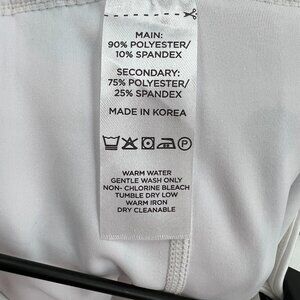 MAIN:
90% POLYESTER/
10% SPANDEX
SECONDARY:
75% POLYESTER/
25% SPANDEX
MADE IN KOREA
P
WARM WATER
GENTLE WASH ONLY
NON- CHLORINE BLEACH
TUMBLE DRY LOW
WARM IRON
DRY CLEANABLE